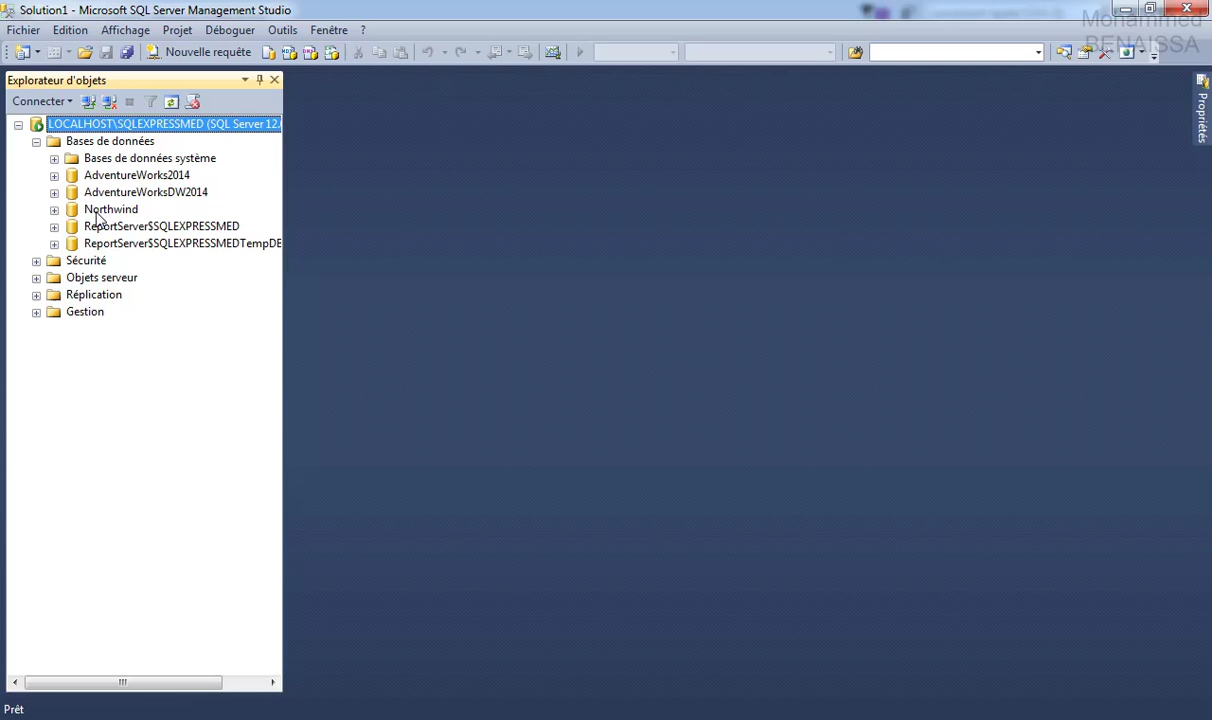 Solution1 - Microsoft SQL Server Management Studio
Mohammed
BENAISSA
Fichier Edition Affichage Projet Déboguer Outils Fenêtre ?
Nouvelle requête
Explorateur d'objets
Connecter
LOCALHOST\SQLEXPRESSMED (SQL Server 12.0
Bases de données
Bases de données système
AdventureWorks2014
AdventureWorksDW2014
Northwind
ReportServer$SQLEXPRESSMED
ReportServer$SQLEXPRESSMEDTempDB
Sécurité
Objets serveur
Réplication
Gestion
Propriétés
Prêt